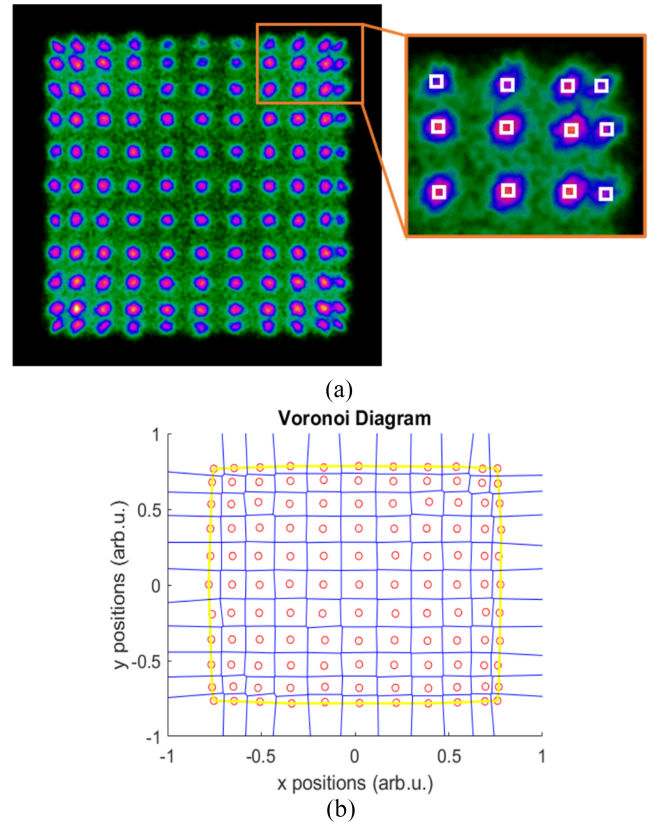 (a)
Voronoi Diagram
1
0.5
0
-0.5
-1
y positions (arb.u.)
-1
-0.5
0
0.5
1
x positions (arb.u.)
(b)